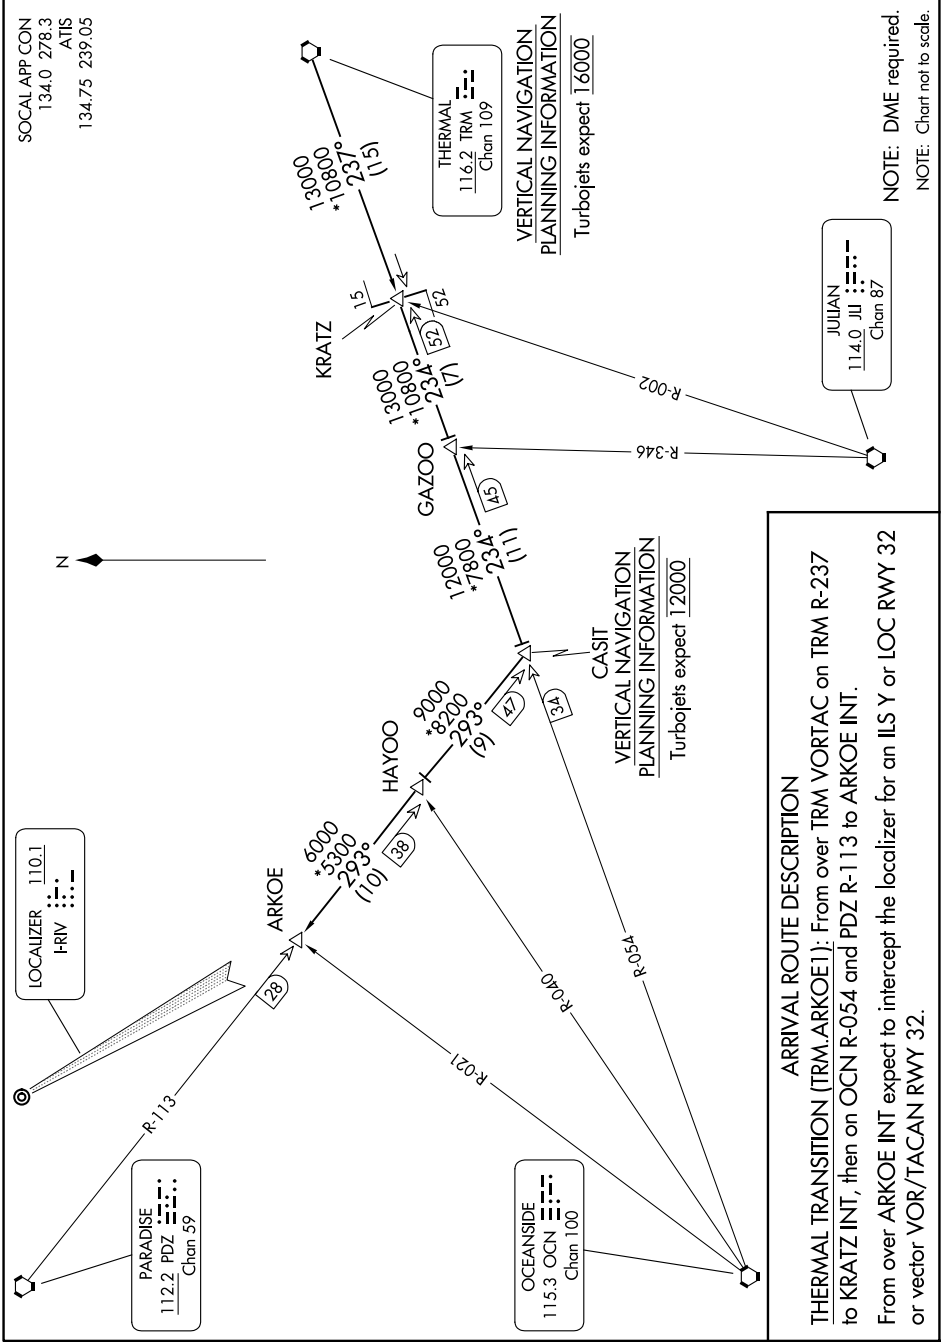 SOCAL APP CON
134.0 278.3
ATIS
134.75 239.05
LOCALIZER 110.1
I-RIV
PARADISE
112.2 PDZ
Chan 59
R-113
28
ARKOE
6000
*5300
293°
(10)
38
HAYOO
9000
*8200
293°
(9)
47
34
CASIT
VERTICAL NAVIGATION
PLANNING INFORMATION
Turbojets expect 12000
12000
*7800
234°
(11)
45
GAZOO
13000
*10800
234°
(7)
52
KRATZ
15
52
13000
*10800
237°
(15)
THERMAL
116.2 TRM
Chan 109
VERTICAL NAVIGATION
PLANNING INFORMATION
Turbojets expect 16000
N
R-021
R-040
R-054
OCEANSIDE
115.3 OCN
Chan 100
R-346
R-002
JULIAN
114.0 JLI
Chan 87
NOTE: DME required.
NOTE: Chart not to scale.
ARRIVAL ROUTE DESCRIPTION
THERMAL TRANSITION (TRM.ARKOE1): From over TRM VORTAC on TRM R-237
to KRATZ INT, then on OCN R-054 and PDZ R-113 to ARKOE INT.
From over ARKOE INT expect to intercept the localizer for an ILS Y or LOC RWY 32
or vector VOR/TACAN RWY 32.